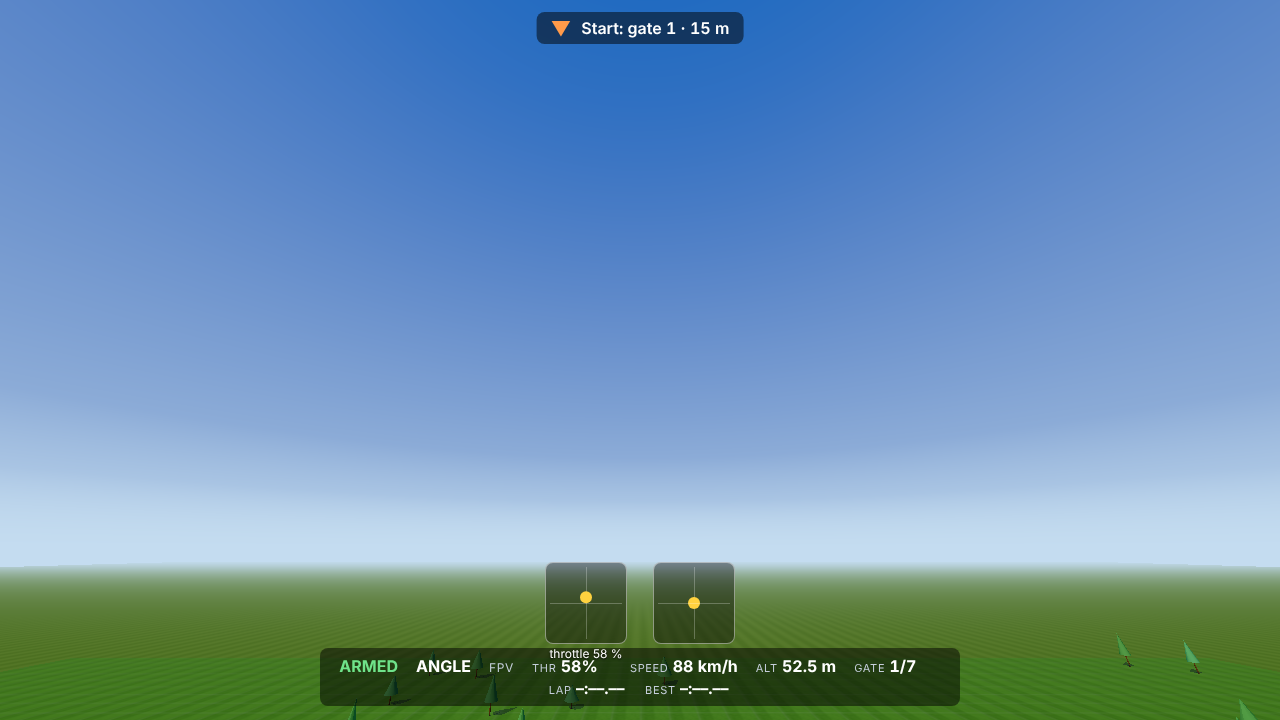 Start: gate 1 · 15 m
throttle 58 %
ARMED ANGLE FPV THR 58% SPEED 88 km/h ALT 52.5 m GATE 1/7
LAP –:––.–– BEST –:––.––